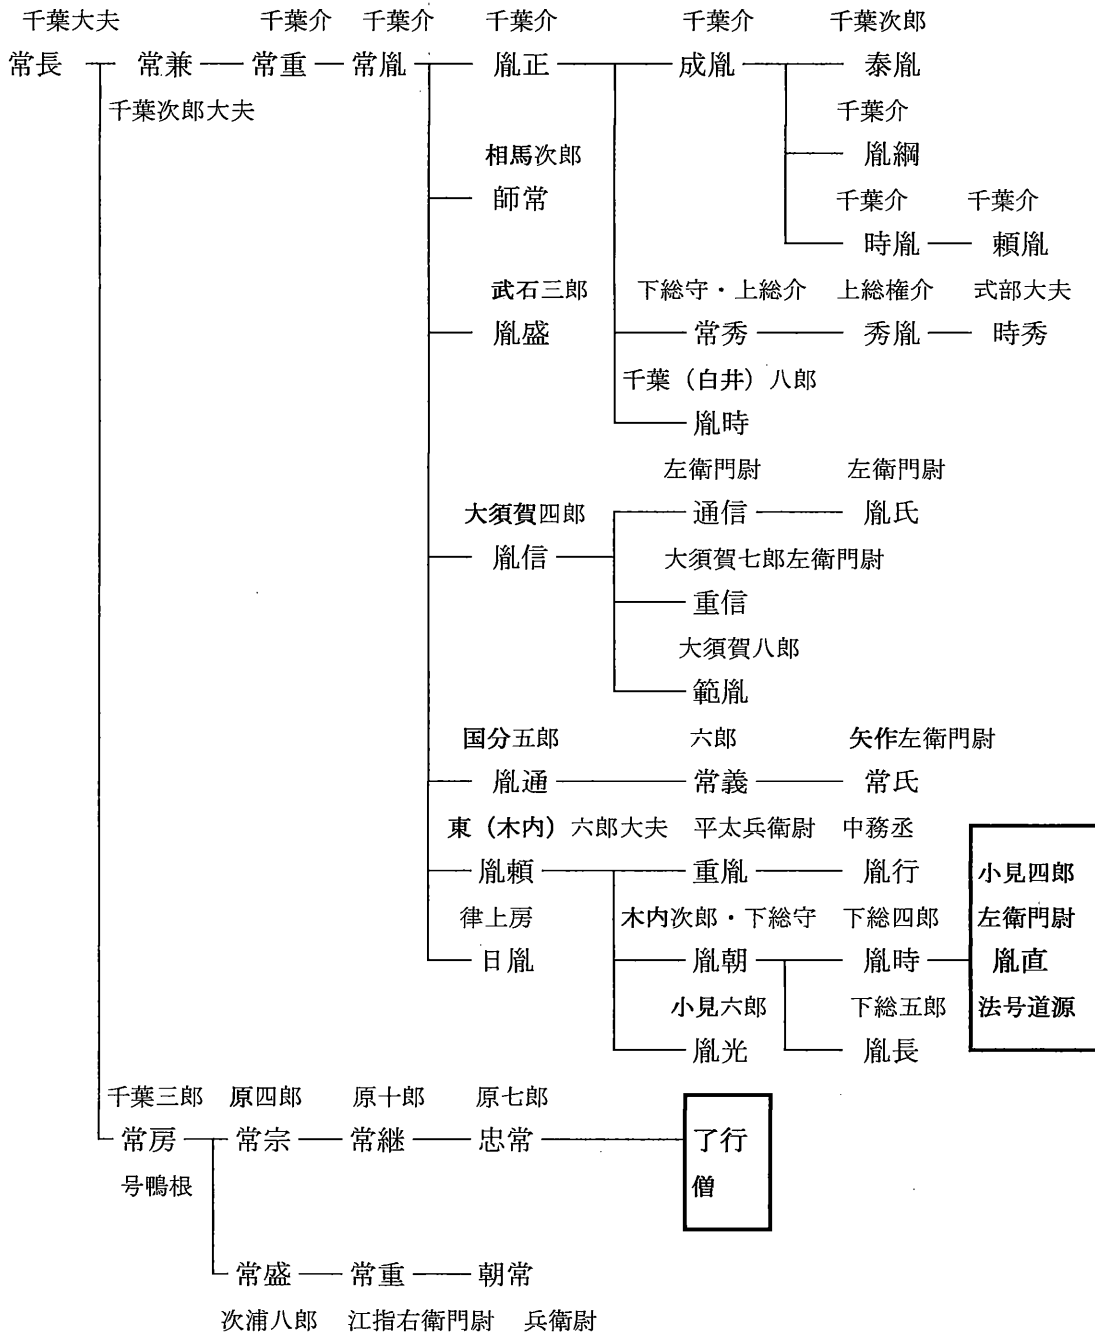 千葉大夫 千葉介 千葉介 千葉介 千葉介 千葉次郎
常長 常兼 常重 常胤 胤正 成胤 泰胤
千葉次郎大夫 千葉介
相馬次郎 胤綱
師常 千葉介 千葉介
時胤 頼胤
武石三郎 下総守・上総介 上総権介 式部大夫
胤盛 常秀 秀胤 時秀
千葉（白井）八郎
胤時
左衛門尉 左衛門尉
大須賀四郎 通信 胤氏
胤信 大須賀七郎左衛門尉
重信
大須賀八郎
範胤
国分五郎 六郎 矢作左衛門尉
胤通 常義 常氏
東（木内）六郎大夫 平太兵衛尉 中務丞
胤頼 重胤 胤行 小見四郎
律上房 木内次郎・下総守 下総四郎 左衛門尉
日胤 胤朝 胤時 胤直
小見六郎 下総五郎 法号道源
胤光 胤長
千葉三郎 原四郎 原十郎 原七郎
常房 常宗 常継 忠常 了行
号鴨根 僧
常盛 常重 朝常
次浦八郎 江指右衛門尉 兵衛尉